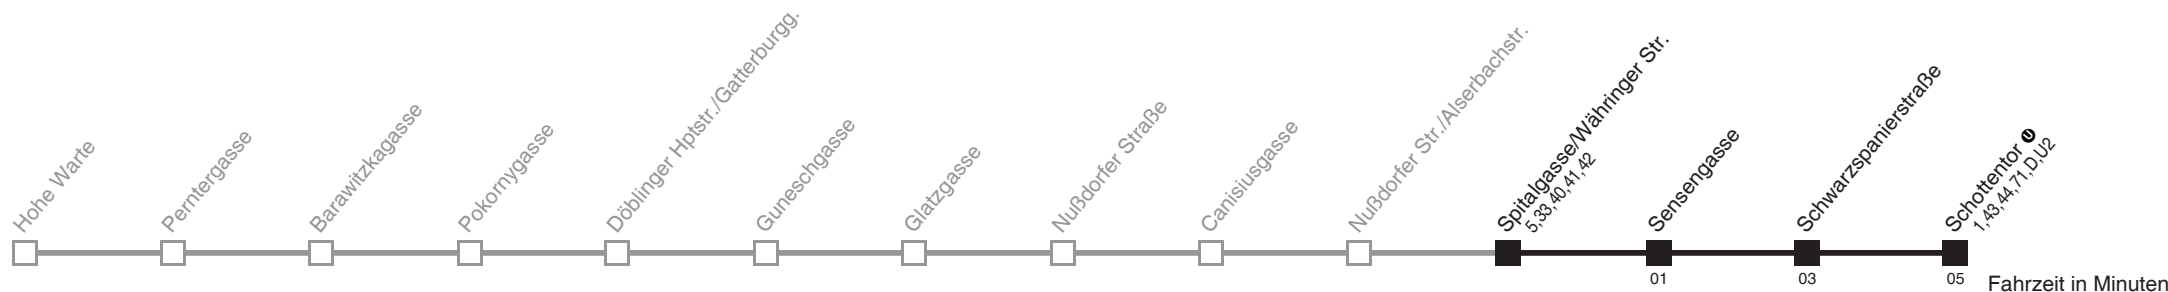 Hohe Warte
Perntergasse
Barawitzkagasse
Pokornygasse
Döblinger Hptstr./Gatterburgg.
Guneschgasse
Glatzgasse
Nußdorfer Straße
Canisiusgasse
Nußdorfer Str./Alserbachstr.
Spitalgasse/Währinger Str.
5,33,40,41,42
Sensengasse
Schwarzspanierstraße
Schottentor U
1,43,44,71,D,U2
01
03
05
Fahrzeit in Minuten